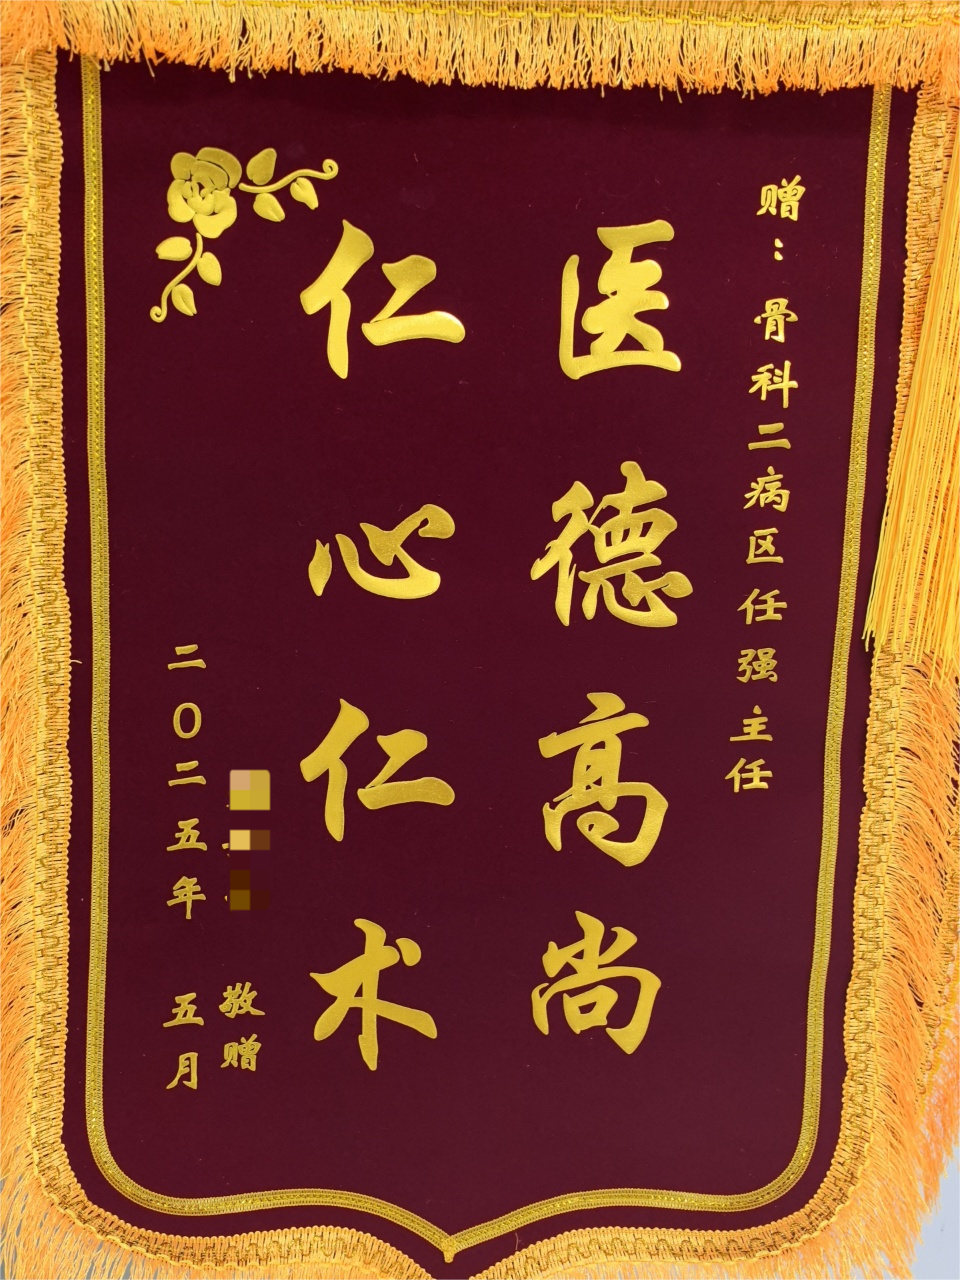 赠：骨科二病区任强主任
医德高尚
仁心仁术
敬赠
二〇二五年 五月